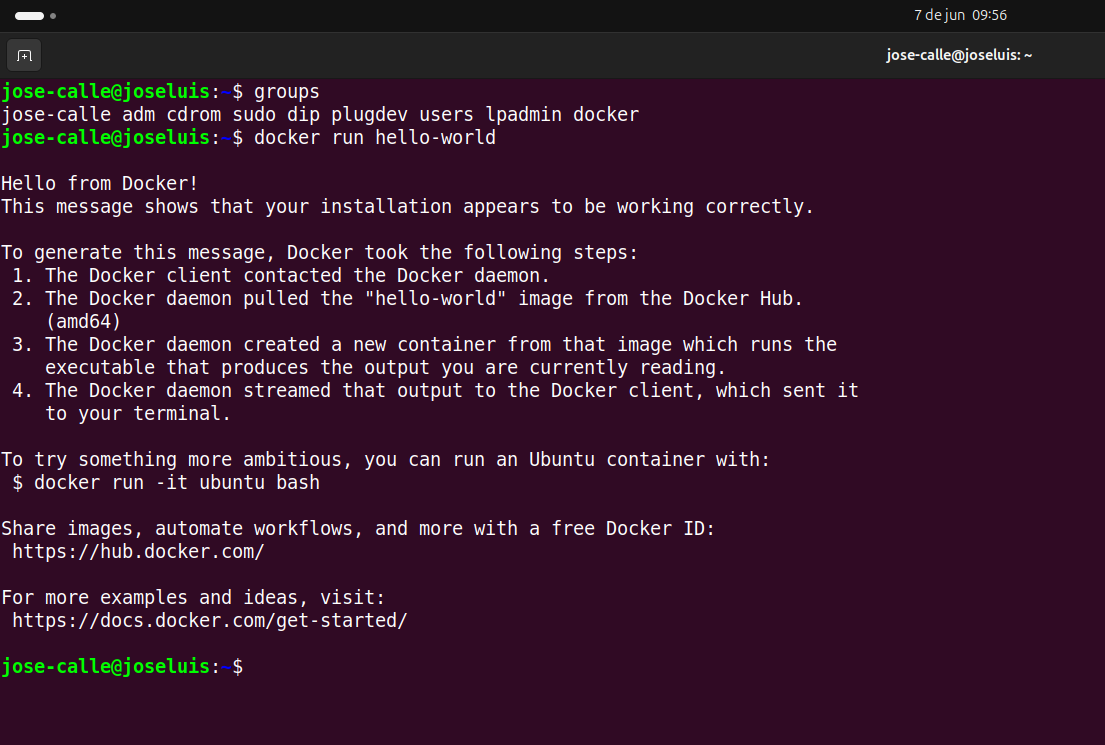 7 de jun  09:56
jose-calle@joseluis: ~
jose-calle@joseluis:~$ groups
jose-calle adm cdrom sudo dip plugdev users lpadmin docker
jose-calle@joseluis:~$ docker run hello-world

Hello from Docker!
This message shows that your installation appears to be working correctly.

To generate this message, Docker took the following steps:
 1. The Docker client contacted the Docker daemon.
 2. The Docker daemon pulled the "hello-world" image from the Docker Hub.
    (amd64)
 3. The Docker daemon created a new container from that image which runs the
    executable that produces the output you are currently reading.
 4. The Docker daemon streamed that output to the Docker client, which sent it
    to your terminal.

To try something more ambitious, you can run an Ubuntu container with:
 $ docker run -it ubuntu bash

Share images, automate workflows, and more with a free Docker ID:
 https://hub.docker.com/

For more examples and ideas, visit:
 https://docs.docker.com/get-started/

jose-calle@joseluis:~$